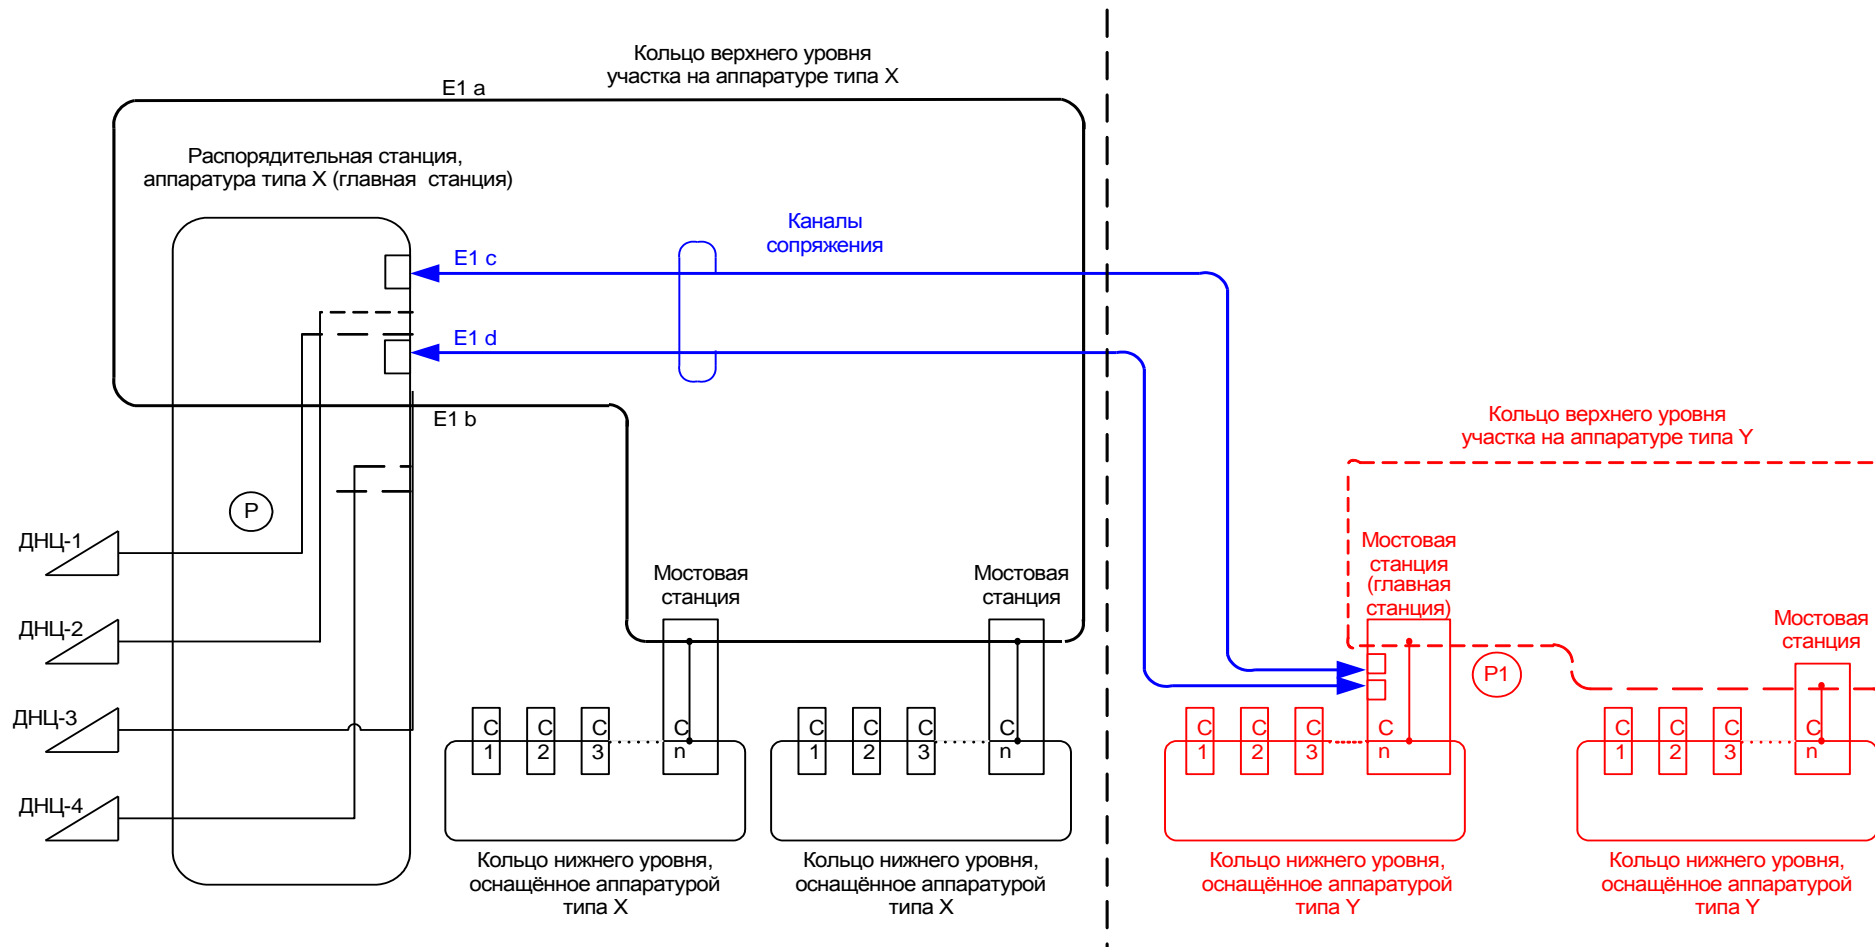 Кольцо верхнего уровня
участка на аппаратуре типа X
E1 a
Распорядительная станция,
аппаратура типа X (главная станция)
Каналы
сопряжения
E1 c
E1 d
E1 b
Кольцо верхнего уровня
участка на аппаратуре типа Y
P
ДНЦ-1
ДНЦ-2
ДНЦ-3
ДНЦ-4
Мостовая
станция
Мостовая
станция
Мостовая
станция
(главная
станция)
Мостовая
станция
P1
С
1
С
2
С
3
С
n
С
1
С
2
С
3
С
n
С
1
С
2
С
3
С
n
С
1
С
2
С
3
С
n
Кольцо нижнего уровня,
оснащённое аппаратурой
типа X
Кольцо нижнего уровня,
оснащённое аппаратурой
типа X
Кольцо нижнего уровня,
оснащённое аппаратурой
типа Y
Кольцо нижнего уровня,
оснащённое аппаратурой
типа Y